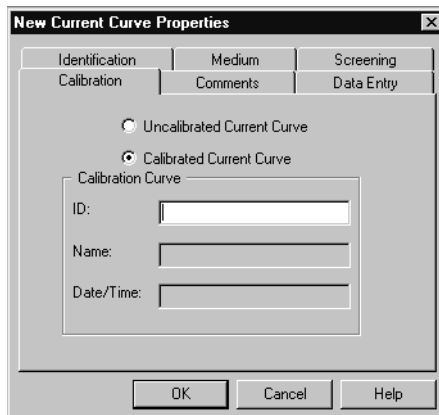 New Current Curve Properties
Identification Medium Screening
Calibration Comments Data Entry
Uncalibrated Current Curve
Calibrated Current Curve
Calibration Curve
ID:
Name:
Date/Time:
OK Cancel Help